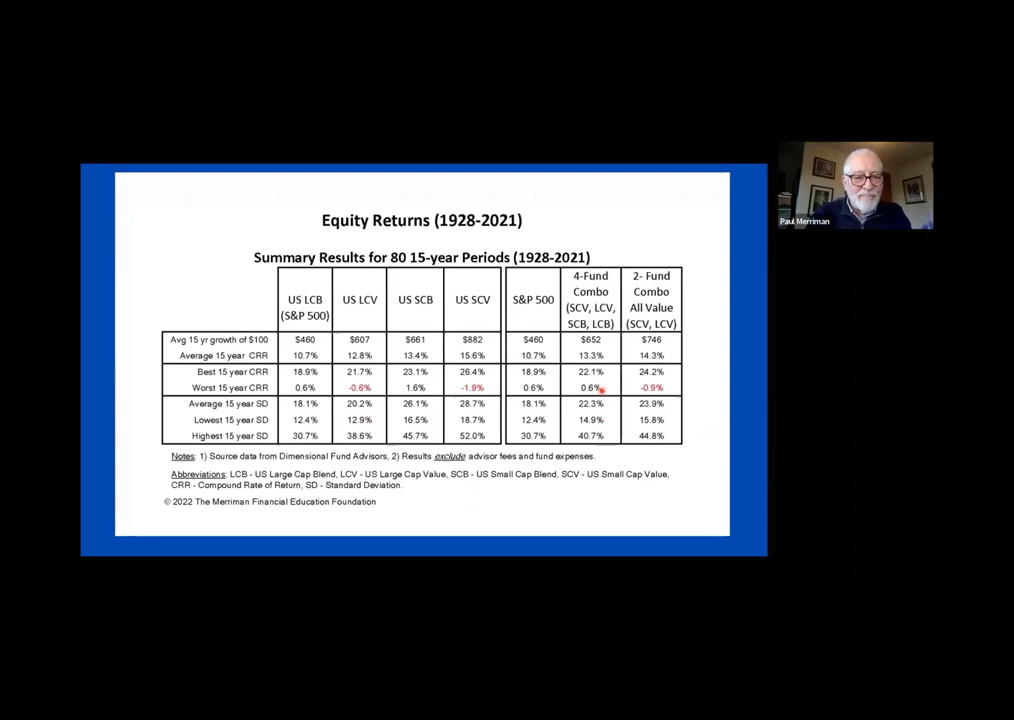 Equity Returns (1928-2021)
Summary Results for 80 15-year Periods (1928-2021)
US LCB (S&P 500) US LCV US SCB US SCV S&P 500 4-Fund Combo (SCV, LCV, SCB, LCB) 2- Fund Combo All Value (SCV, LCV)
Avg 15 yr growth of $100 $460 $607 $661 $882 $460 $652 $746
Average 15 year CRR 10.7% 12.8% 13.4% 15.6% 10.7% 13.3% 14.3%
Best 15 year CRR 18.9% 21.7% 23.1% 26.4% 18.9% 22.1% 24.2%
Worst 15 year CRR 0.6% -0.6% 1.6% -1.9% 0.6% 0.6% -0.9%
Average 15 year SD 18.1% 20.2% 26.1% 28.7% 18.1% 22.3% 23.9%
Lowest 15 year SD 12.4% 12.9% 16.5% 18.7% 12.4% 14.9% 15.8%
Highest 15 year SD 30.7% 38.6% 45.7% 52.0% 30.7% 40.7% 44.8%
Notes: 1) Source data from Dimensional Fund Advisors, 2) Results exclude advisor fees and fund expenses.
Abbreviations: LCB - US Large Cap Blend, LCV - US Large Cap Value, SCB - US Small Cap Blend, SCV - US Small Cap Value,
CRR - Compound Rate of Return, SD - Standard Deviation.
© 2022 The Merriman Financial Education Foundation
Paul Merriman